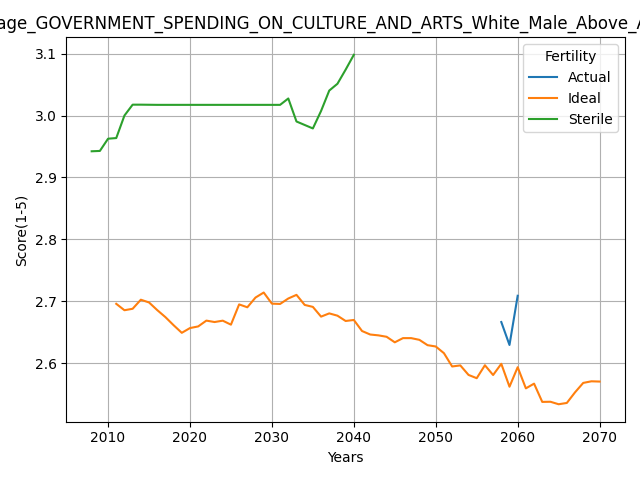 age_GOVERNMENT_SPENDING_ON_CULTURE_AND_ARTS_White_Male_Above_A
Fertility
Actual
Ideal
Sterile
3.1
3.0
2.9
2.8
2.7
2.6
Score(1-5)
2010 2020 2030 2040 2050 2060 2070
Years